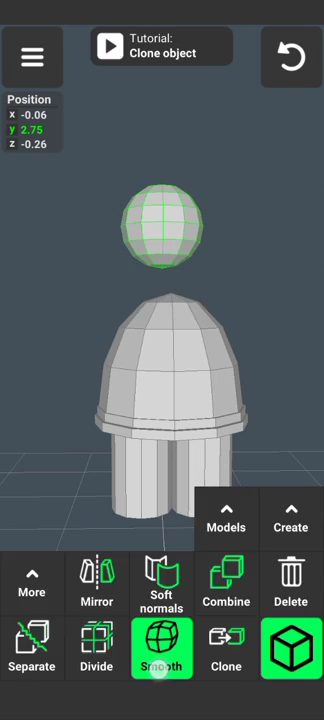 Tutorial:
Clone object
Position
x -0.06
y 2.75
z -0.26
Models
Create
More
Mirror
Soft
normals
Combine
Delete
Separate
Divide
Smooth
Clone